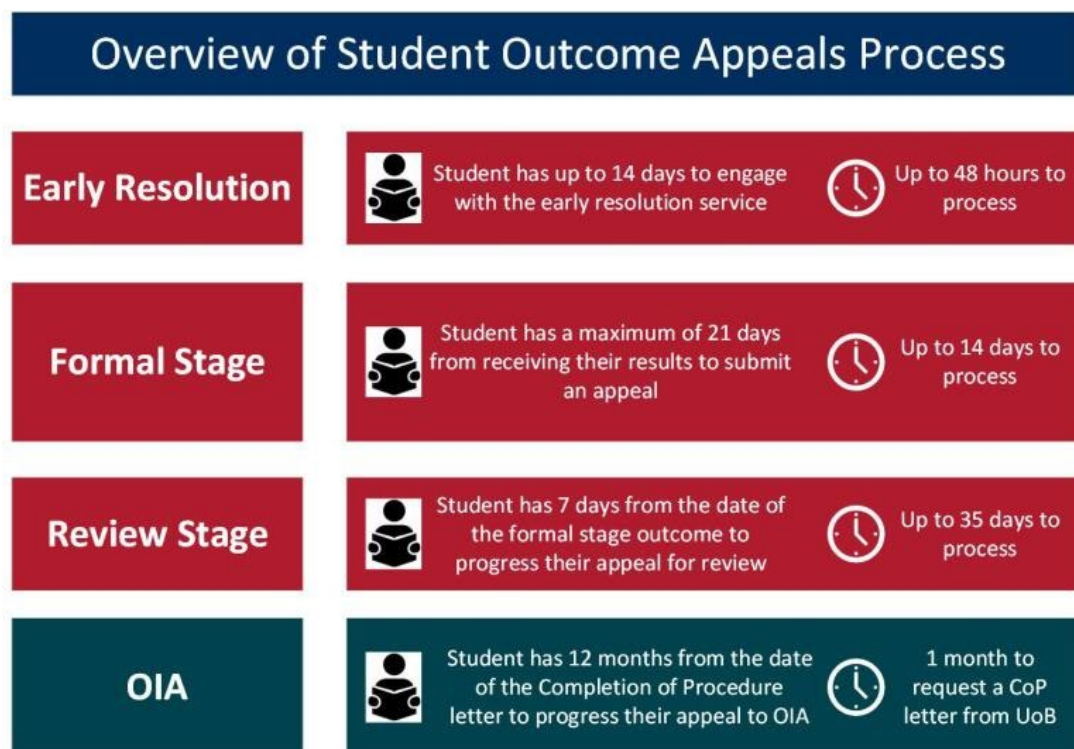 Overview of Student Outcome Appeals Process
Early Resolution
Student has up to 14 days to engage
with the early resolution service
Up to 48 hours to
process
Formal Stage
Student has a maximum of 21 days
from receiving their results to submit
an appeal
Up to 14 days to
process
Review Stage
Student has 7 days from the date of
the formal stage outcome to
progress their appeal for review
Up to 35 days to
process
OIA
Student has 12 months from the date
of the Completion of Procedure
letter to progress their appeal to OIA
1 month to
request a CoP
letter from UoB